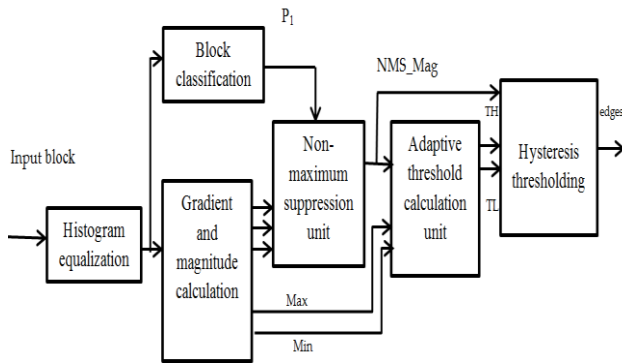 P1
Block
classification
NMS_Mag
TH
edges
Input block
Non-
maximum
suppression
unit
Adaptive
threshold
calculation
unit
Hysteresis
thresholding
Histogram
equalization
Gradient
and
magnitude
calculation
TL
Max
Min